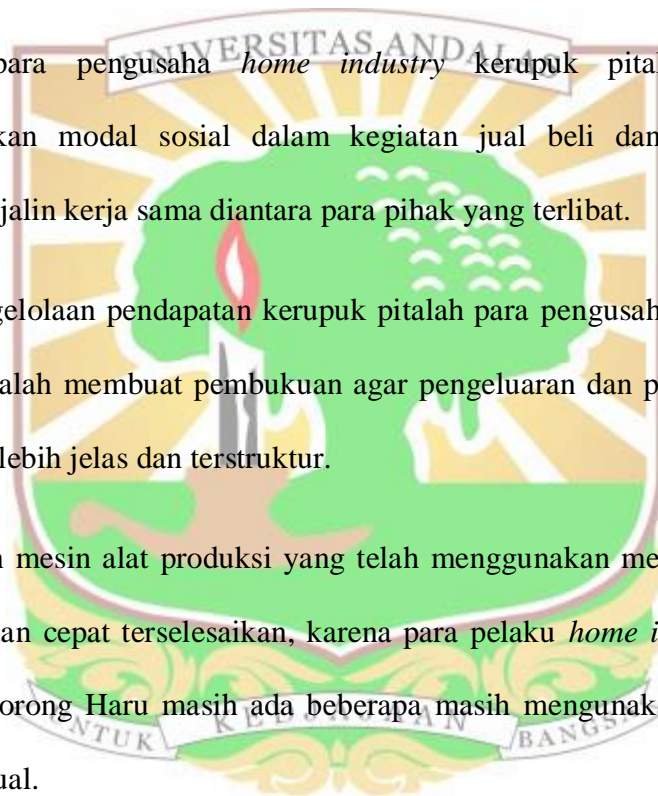 UNIVERSITAS ANDALAS
para pengusaha home industry kerupuk pital
kan modal sosial dalam kegiatan jual beli dan
jalin kerja sama diantara para pihak yang terlibat.
gelolaan pendapatan kerupuk pitalah para pengusah
alah membuat pembukuan agar pengeluaran dan p
lebih jelas dan terstruktur.
n mesin alat produksi yang telah menggunakan me
an cepat terselesaikan, karena para pelaku home i
orong Haru masih ada beberapa masih mengunak
UNTUK KEDJAJAAN BANGSA
ual.